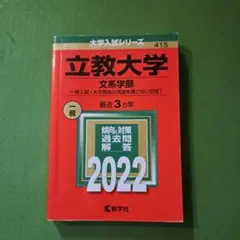 大学入試シリーズ
415
立教大学
文系学部
一般入試〈大学独自の英語を課さない日程〉
最近3カ年
一般
傾向と対策
過去問
解答
2022
教学社